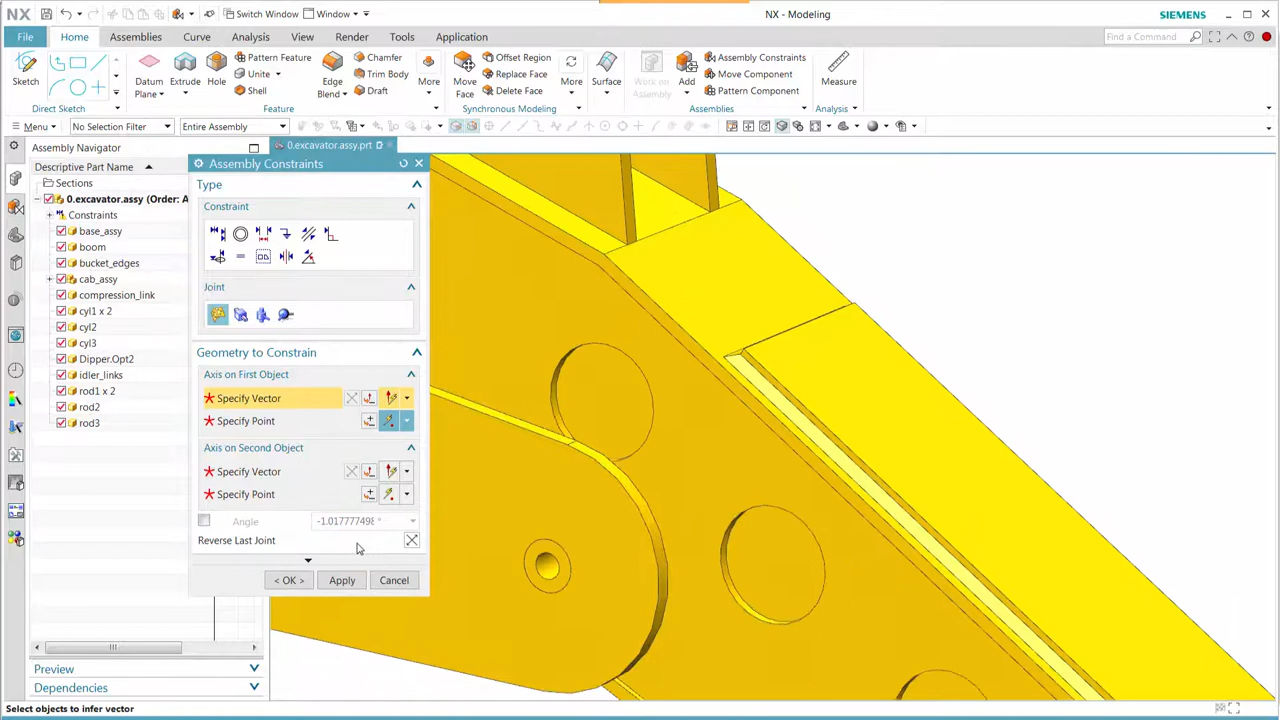 NX
Switch Window
Window
NX - Modeling
SIEMENS
File
Home
Assemblies
Curve
Analysis
View
Render
Tools
Application
Find a Command
Sketch
Direct Sketch
Datum Plane
Extrude
Hole
Pattern Feature
Unite
Shell
Edge Blend
Chamfer
Trim Body
Draft
More
Feature
Move Face
Offset Region
Replace Face
Delete Face
More
Synchronous Modeling
Surface
Work on Assembly
Add
Assembly Constraints
Move Component
Pattern Component
Assemblies
Measure
Analysis
Menu
No Selection Filter
Entire Assembly
Assembly Navigator
0.excavator.assy.prt
Descriptive Part Name
Sections
0.excavator.assy (Order: A
Constraints
base_assy
boom
bucket_edges
cab_assy
compression_link
cyl1 x 2
cyl2
cyl3
Dipper.Opt2
idler_links
rod1 x 2
rod2
rod3
Assembly Constraints
Type
Constraint
Joint
Geometry to Constrain
Axis on First Object
* Specify Vector
* Specify Point
Axis on Second Object
* Specify Vector
* Specify Point
Angle
-1.017777498 °
Reverse Last Joint
< OK >
Apply
Cancel
Preview
Dependencies
Select objects to infer vector